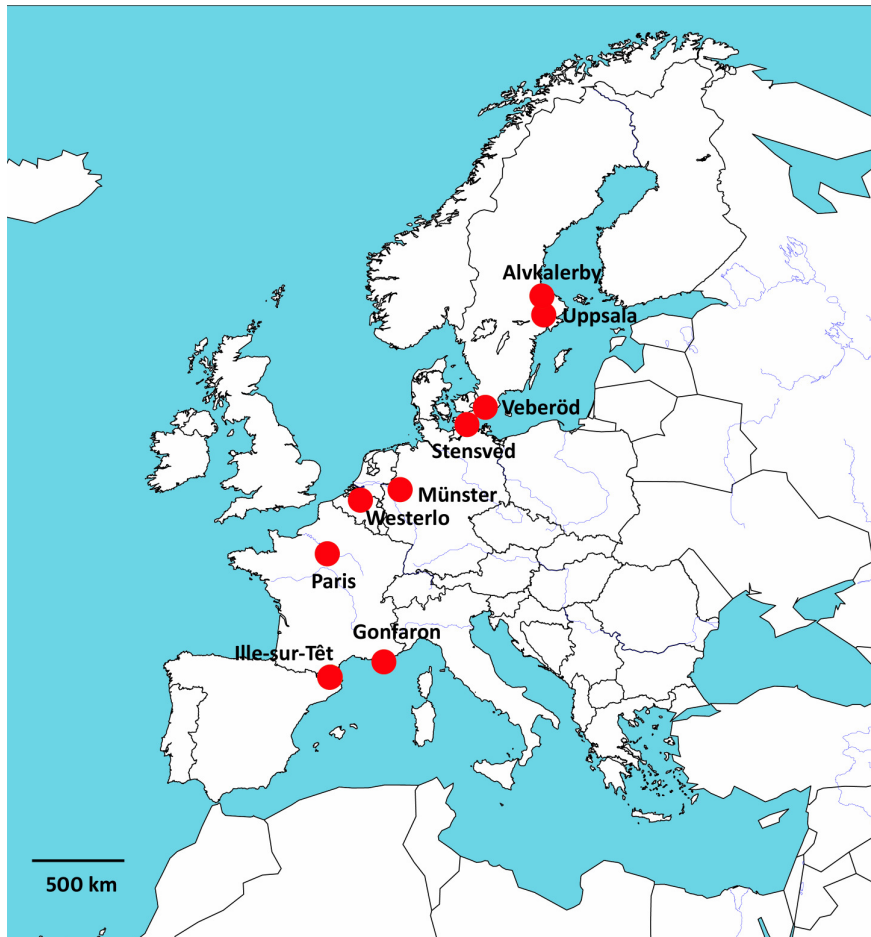 Alvkalerby
Uppsala
Veberöd
Stensved
Münster
Westerlo
Paris
Gonfaron
Ille-sur-Têt
500 km